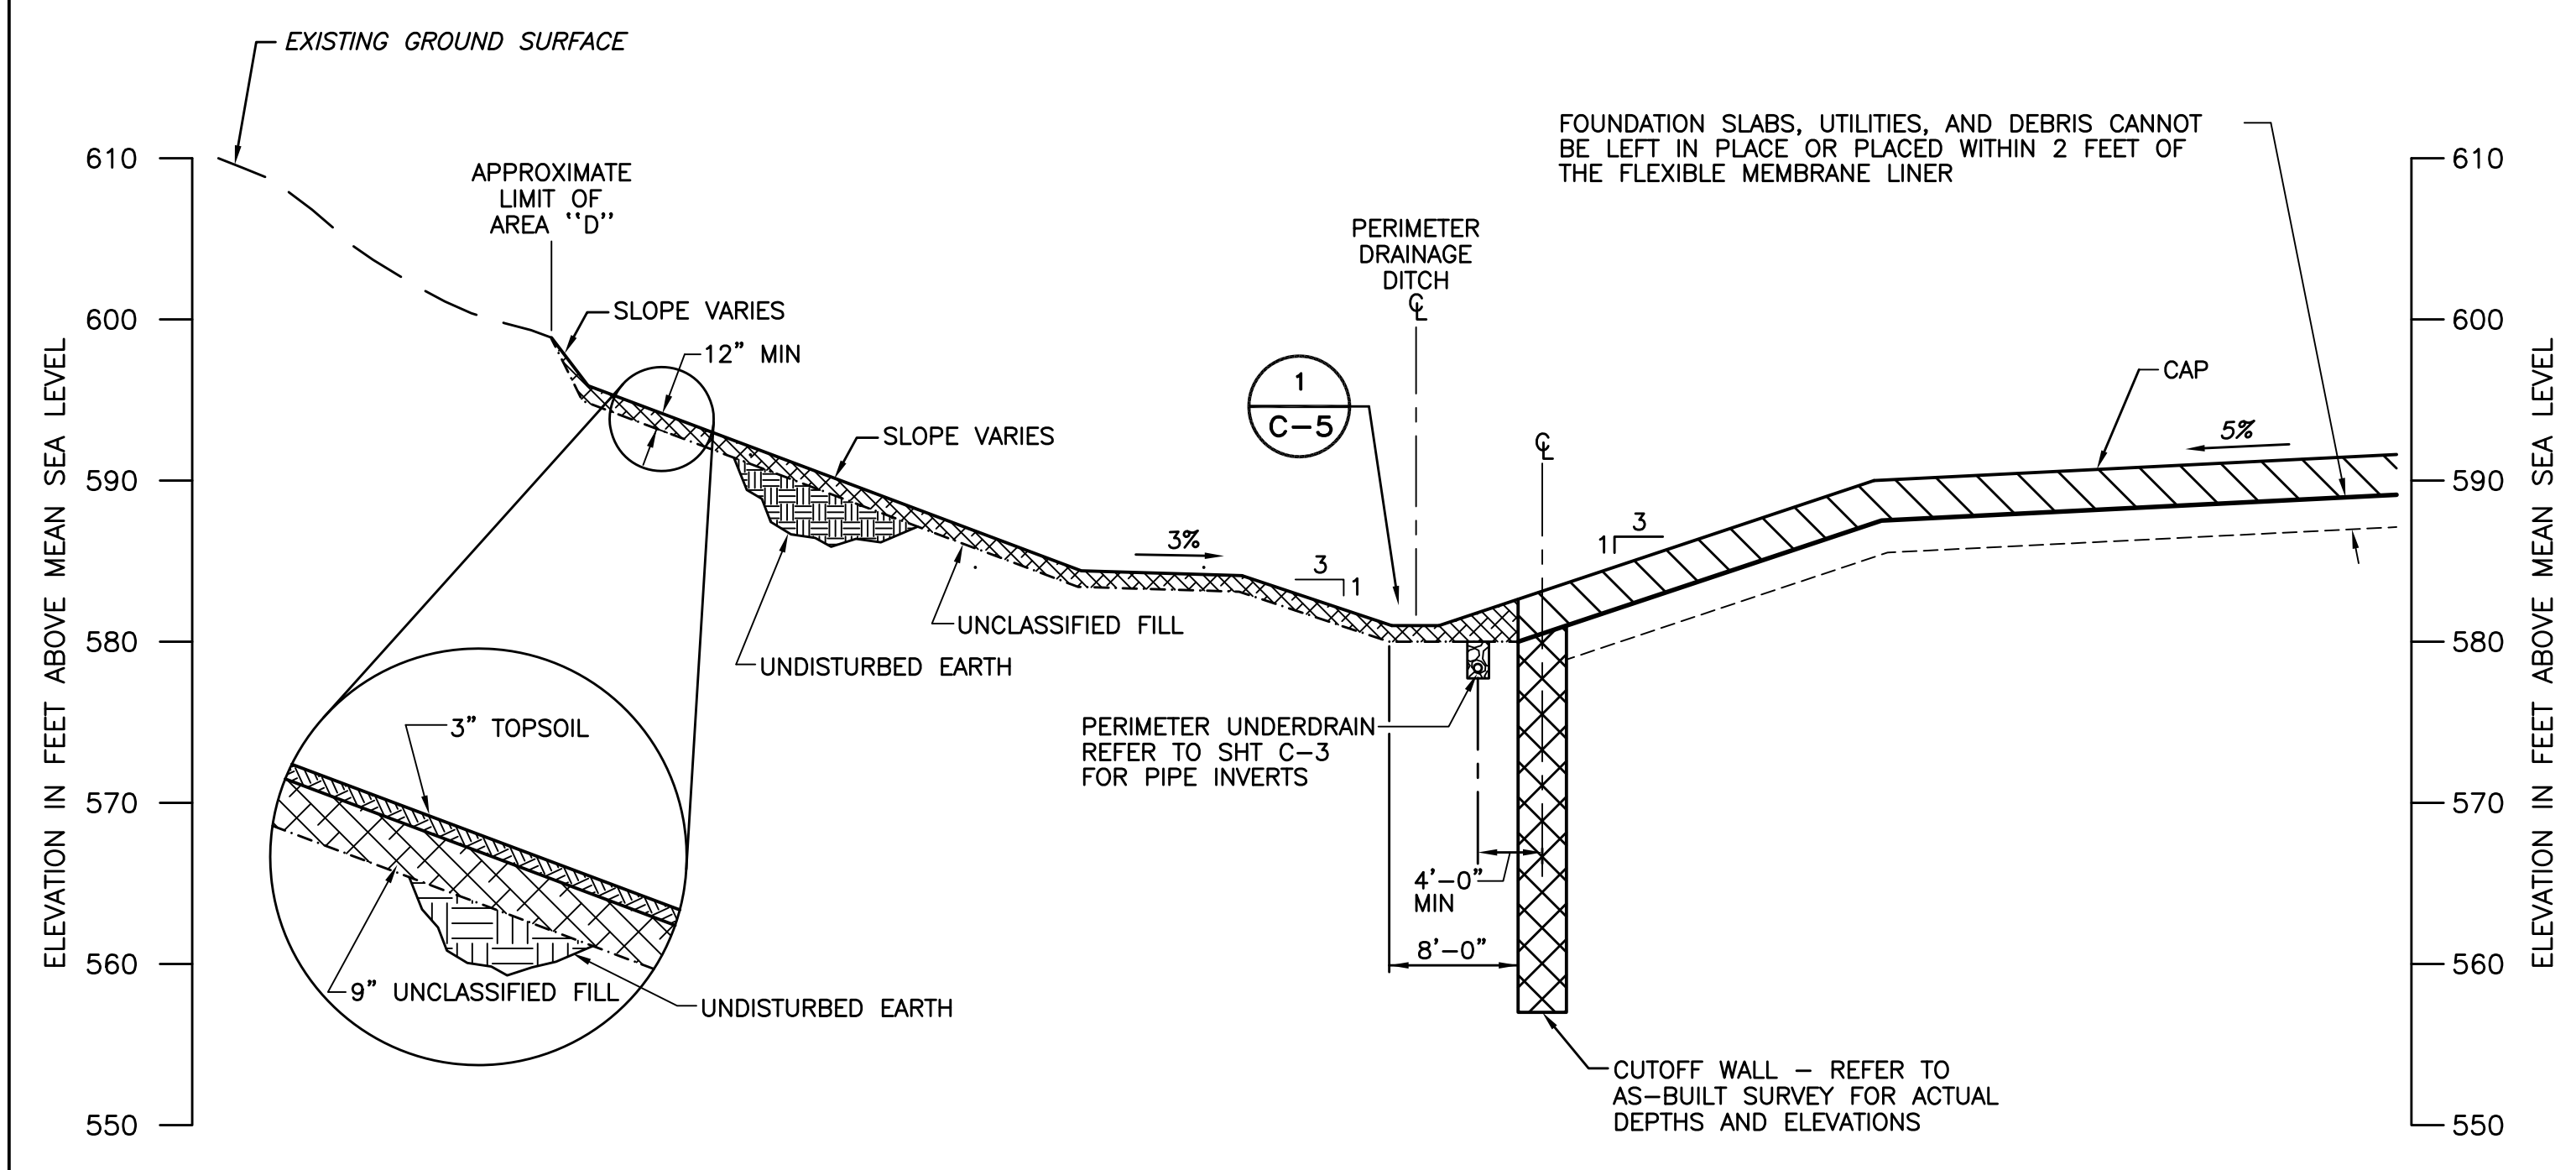 EXISTING GROUND SURFACE
FOUNDATION SLABS, UTILITIES, AND DEBRIS CANNOT
BE LEFT IN PLACE OR PLACED WITHIN 2 FEET OF
THE FLEXIBLE MEMBRANE LINER
610
610
APPROXIMATE
LIMIT OF
AREA ‘‘D’’
PERIMETER
DRAINAGE
DITCH
℄
600
600
SLOPE VARIES
12” MIN
ELEVATION IN FEET ABOVE MEAN SEA LEVEL
ELEVATION IN FEET ABOVE MEAN SEA LEVEL
1
C–5
CAP
5%
SLOPE VARIES
℄
590
590
3%
3
1
3
1
UNCLASSIFIED FILL
580
580
UNDISTURBED EARTH
3” TOPSOIL
PERIMETER UNDERDRAIN
REFER TO SHT C–3
FOR PIPE INVERTS
570
570
4’–0”
MIN
8’–0”
560
560
9” UNCLASSIFIED FILL
UNDISTURBED EARTH
CUTOFF WALL – REFER TO
AS–BUILT SURVEY FOR ACTUAL
DEPTHS AND ELEVATIONS
550
550